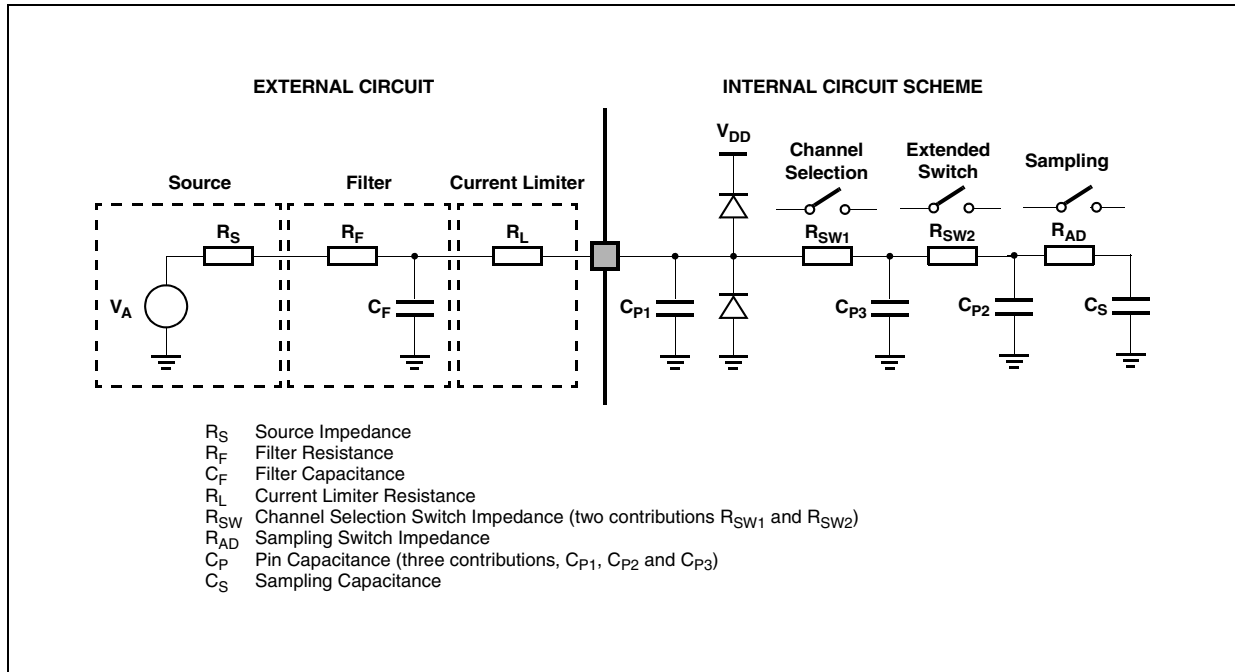 EXTERNAL CIRCUIT
INTERNAL CIRCUIT SCHEME
Source
Filter
Current Limiter
VDD
Channel
Selection
Extended
Switch
Sampling
RS
RF
RL
RSW1
RSW2
RAD
VA
CF
CP1
CP3
CP2
CS
RS Source Impedance
RF Filter Resistance
CF Filter Capacitance
RL Current Limiter Resistance
RSW Channel Selection Switch Impedance (two contributions RSW1 and RSW2)
RAD Sampling Switch Impedance
CP Pin Capacitance (three contributions, CP1, CP2 and CP3)
CS Sampling Capacitance